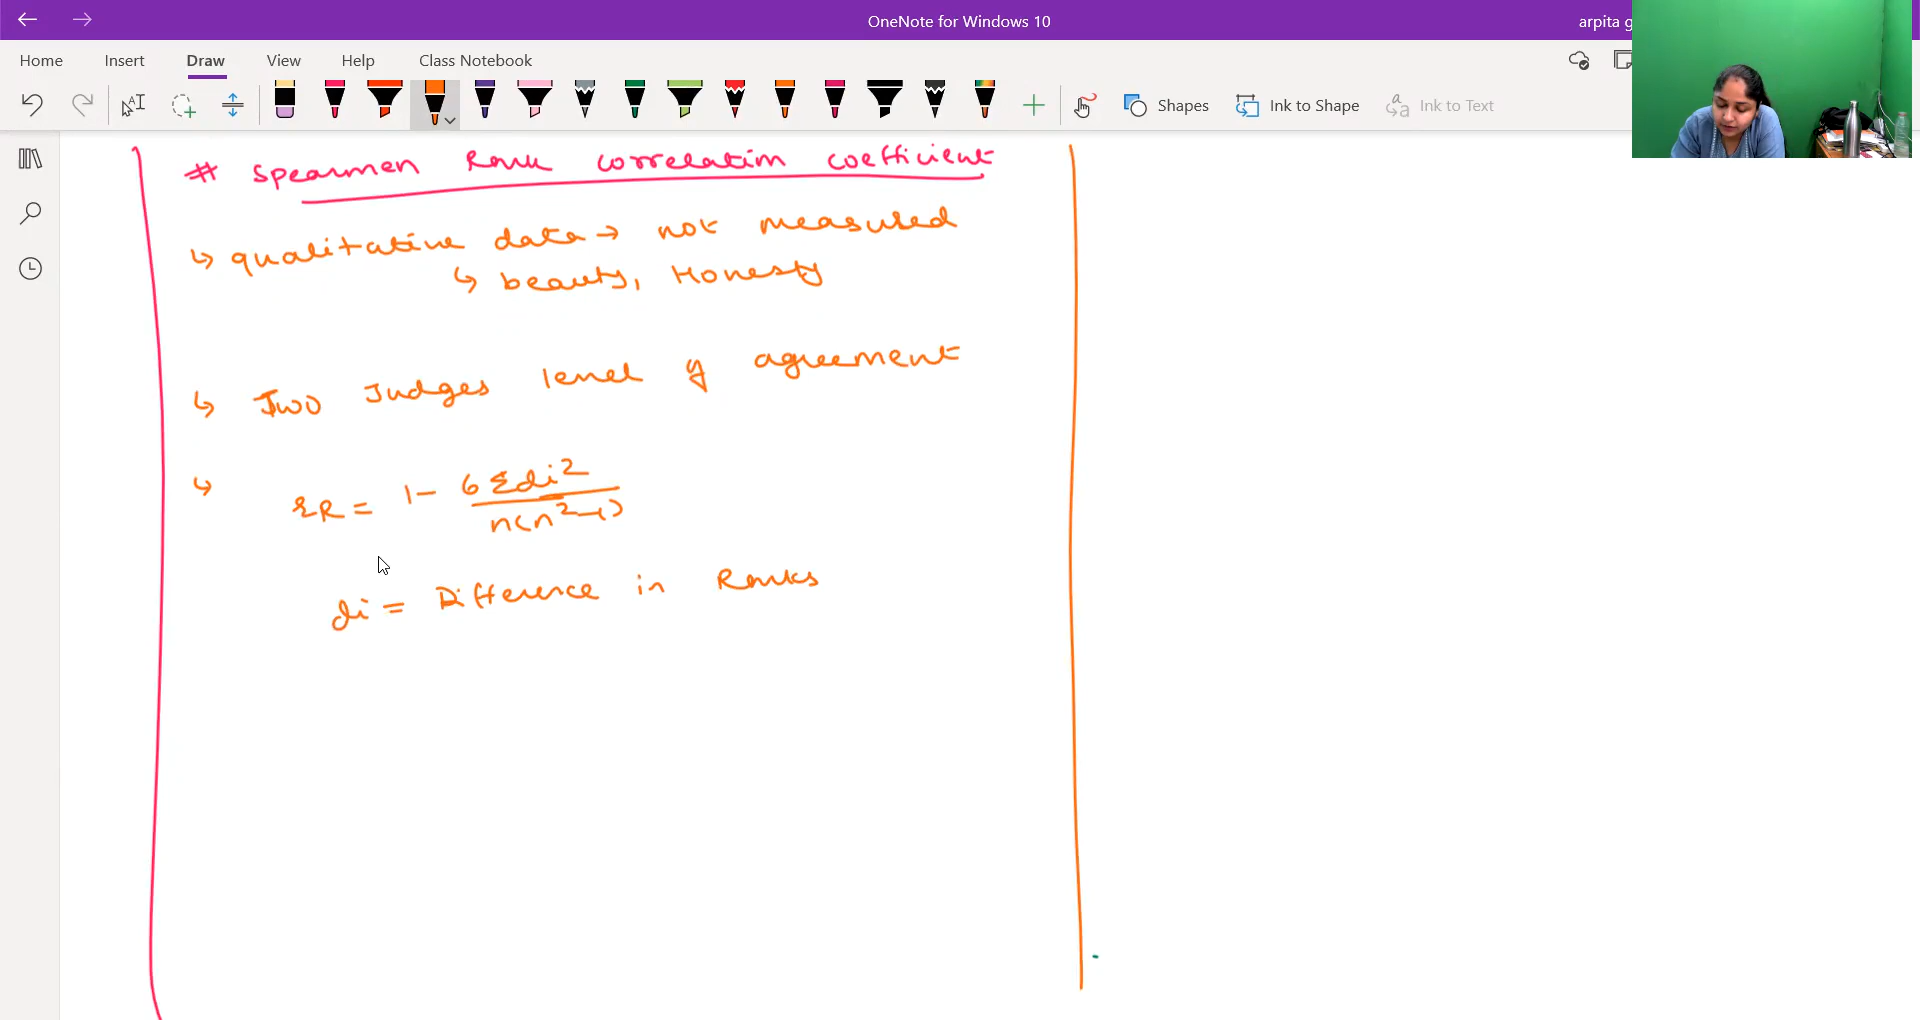 OneNote for Windows 10
arpita g
Home Insert Draw View Help Class Notebook
Shapes Ink to Shape Ink to Text
# Spearmen Rank correlation coefficient
↳ qualitative data → not measured
↳ beauty, Honesty
↳ Two Judges level of agreement
↳ rR = 1 - 6 Σdi² / n(n²-1)
di = Difference in Ranks